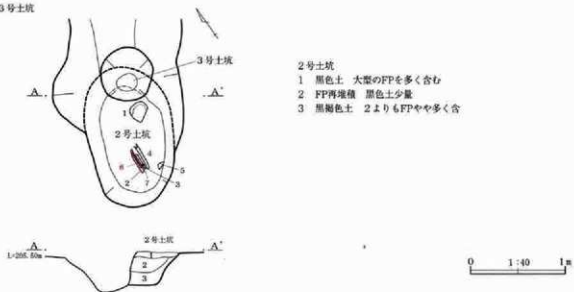 3号土坑
3号土坑
A
A'
1
2号土坑
4
6
5
2
7
3
2号土坑
1 黒色土 大型のFPを多く含む
2 FP再堆積 黒色土少量
3 黒褐色土 2よりもFPやや多く含
A
2号土坑
A'
L=205.50m
2
3
0 1:40 1m